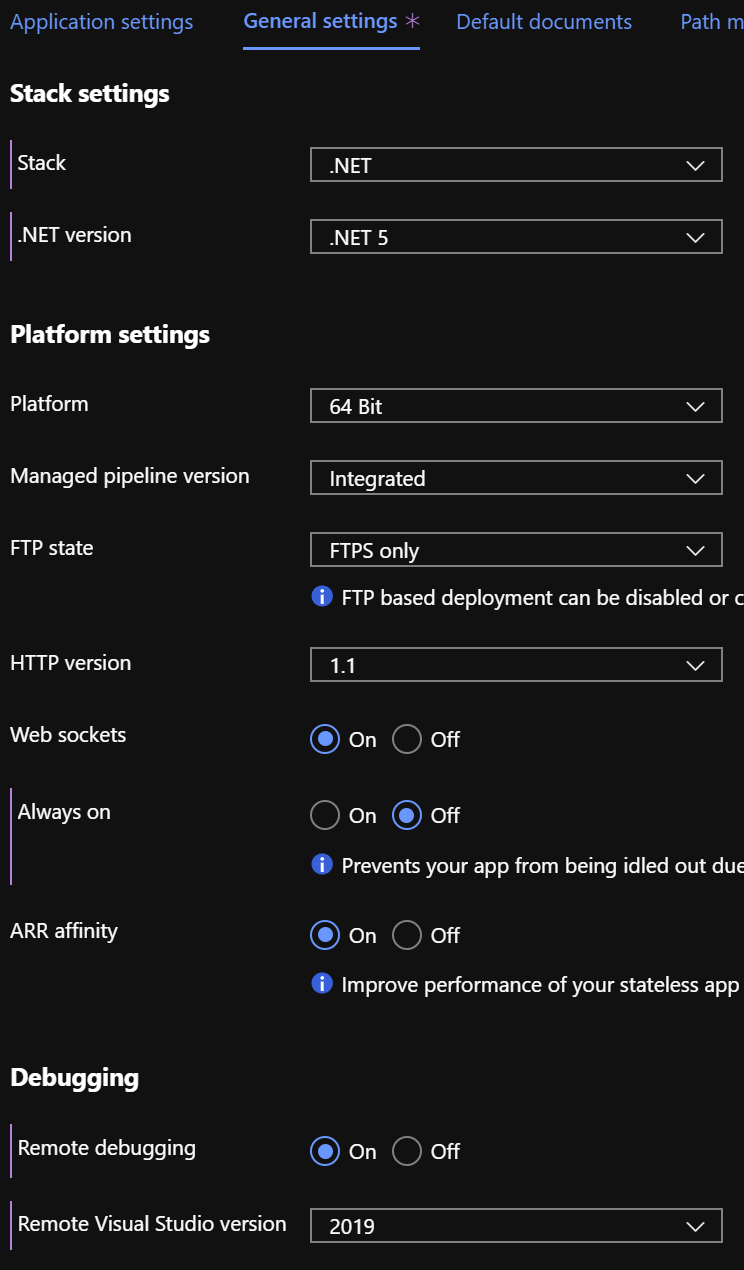 Application settings General settings * Default documents Path m
Stack settings
Stack .NET
.NET version .NET 5
Platform settings
Platform 64 Bit
Managed pipeline version Integrated
FTP state FTPS only
FTP based deployment can be disabled or c
HTTP version 1.1
Web sockets On Off
Always on On Off
Prevents your app from being idled out due
ARR affinity On Off
Improve performance of your stateless app
Debugging
Remote debugging On Off
Remote Visual Studio version 2019